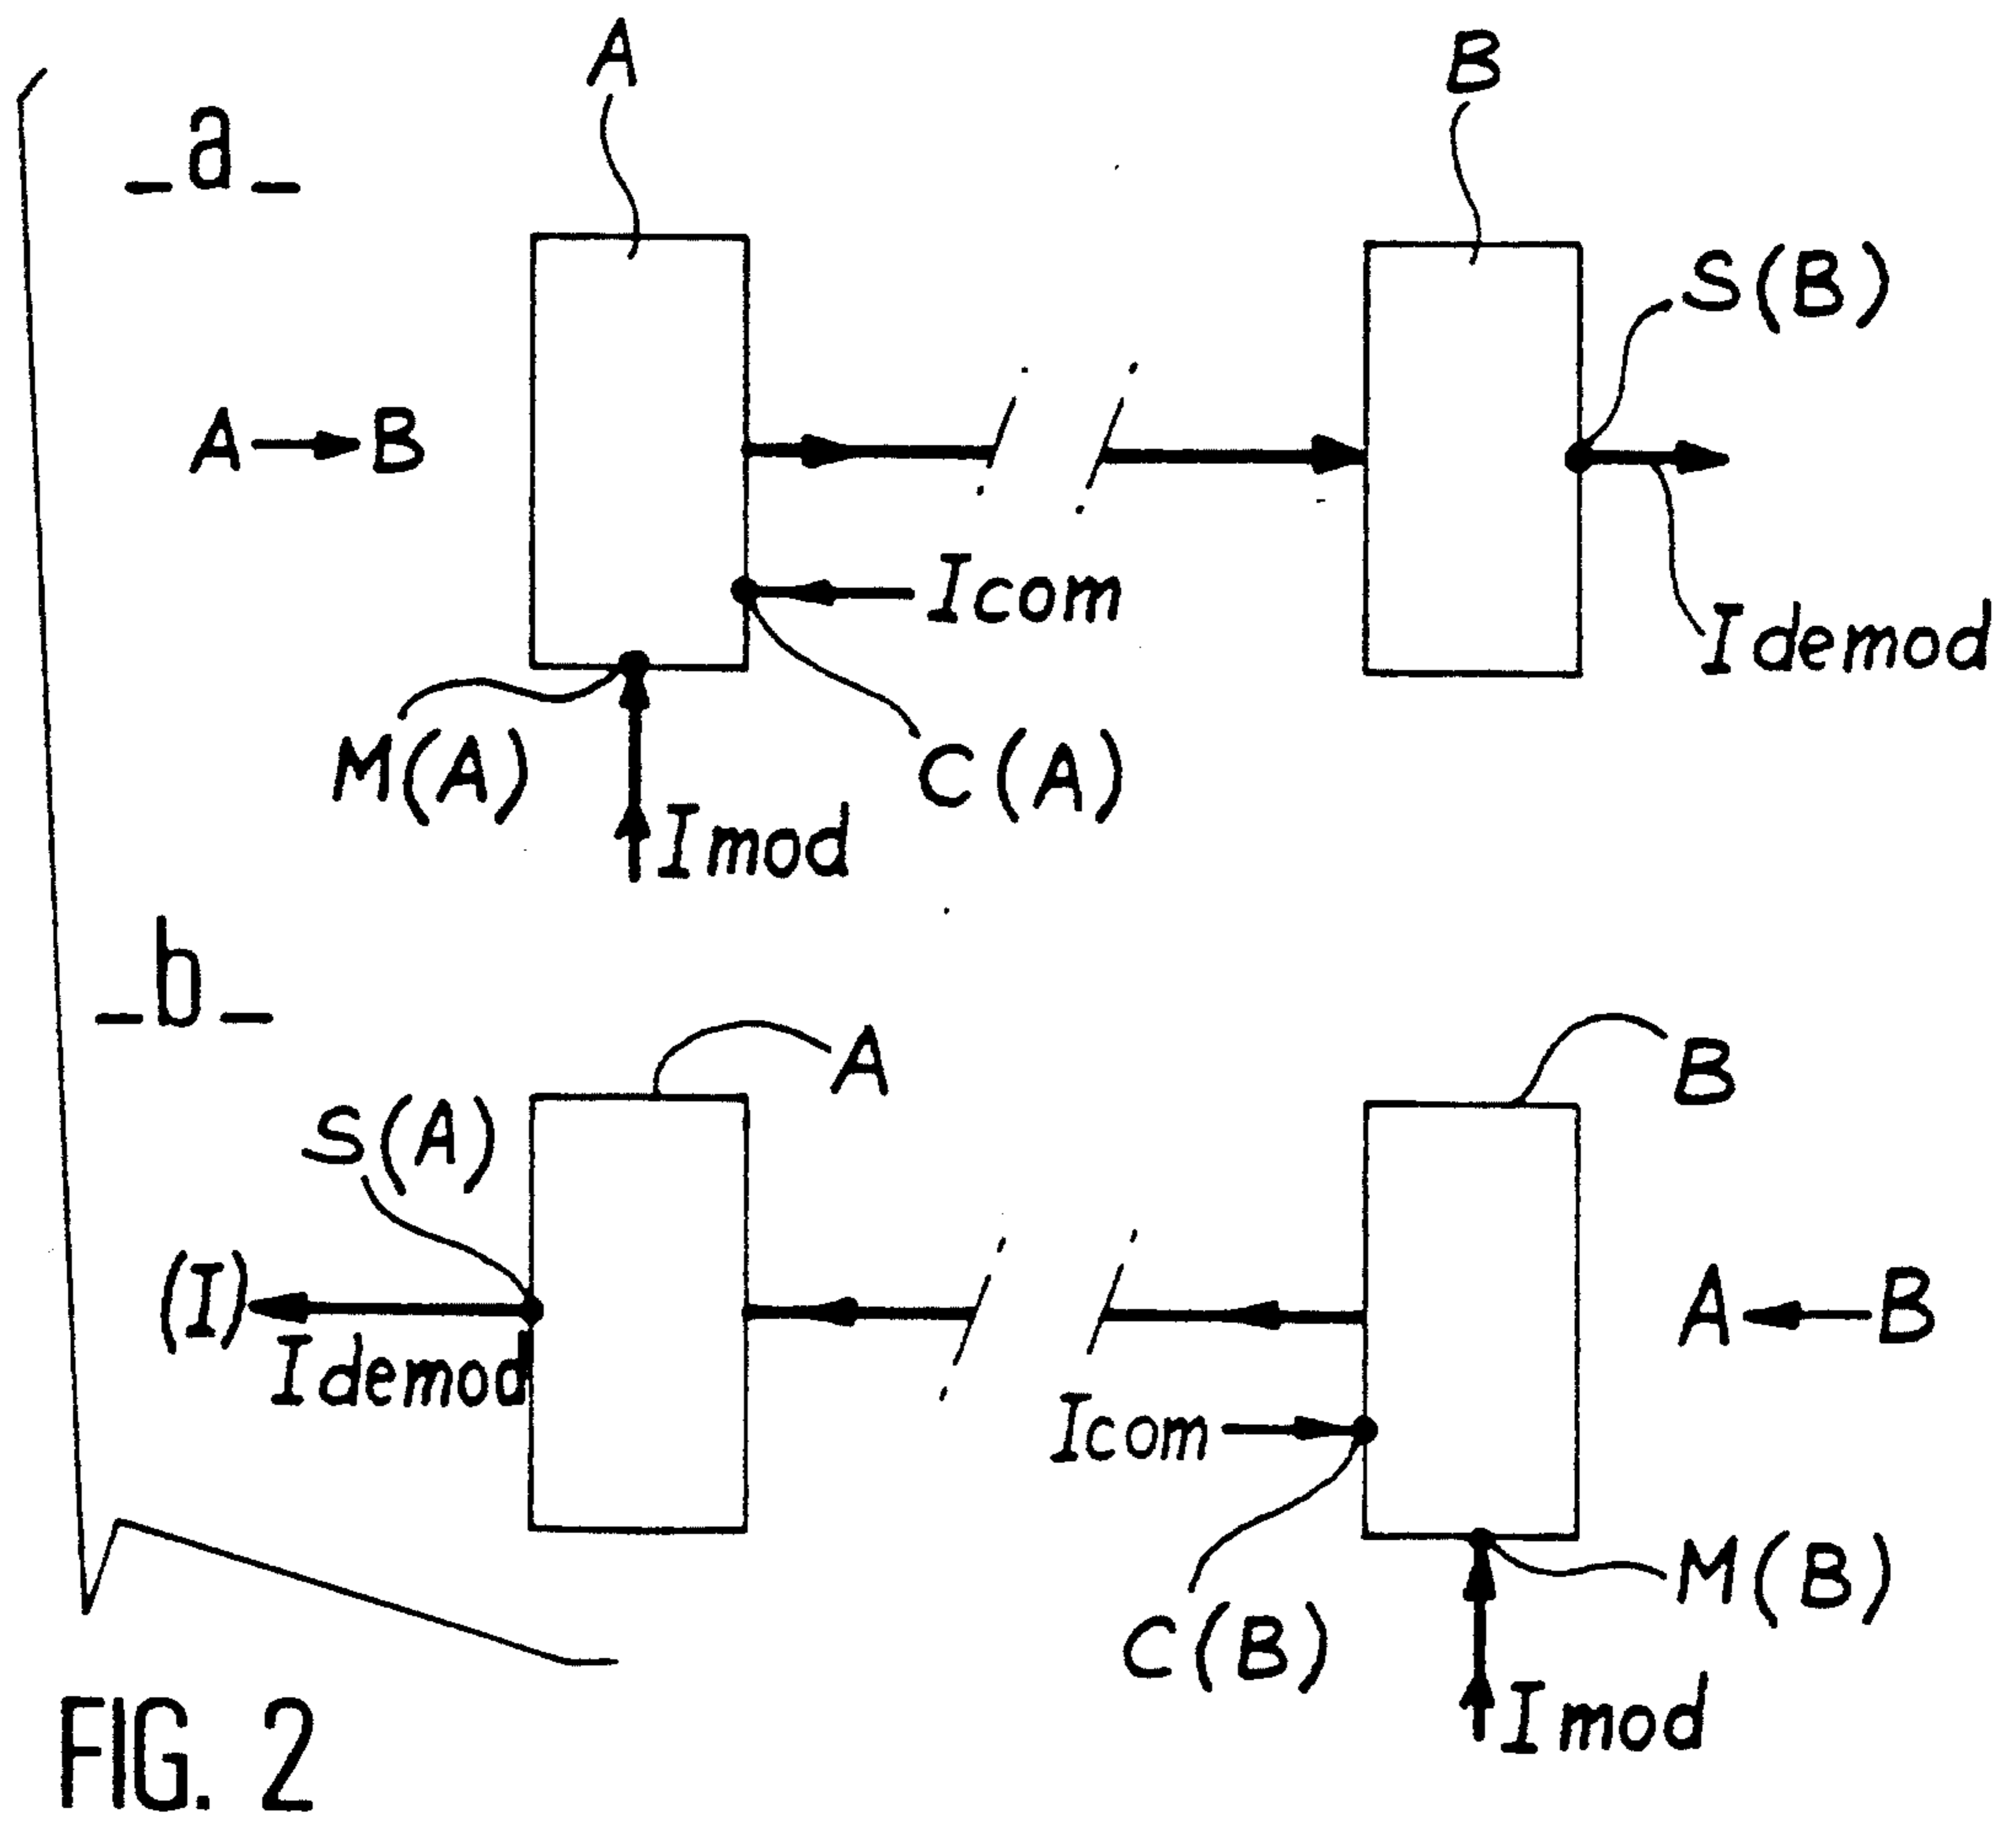 A
B
_a_
S(B)
A → B
Icom
Idemod
M(A)
C(A)
Imod
_b_
A
B
S(A)
(I)
Idemod
A ← B
Icom
C(B)
M(B)
Imod
FIG. 2